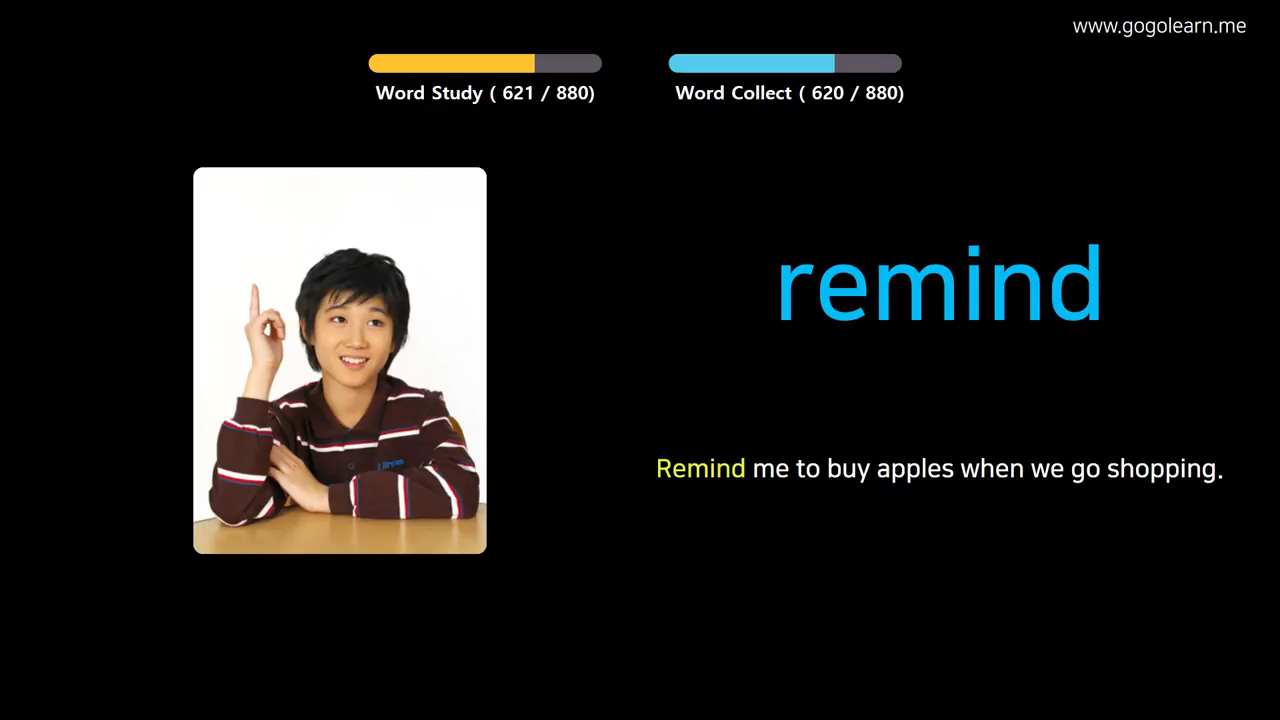 www.gogolearn.me
Word Study ( 621 / 880)
Word Collect ( 620 / 880)
remind
Remind me to buy apples when we go shopping.